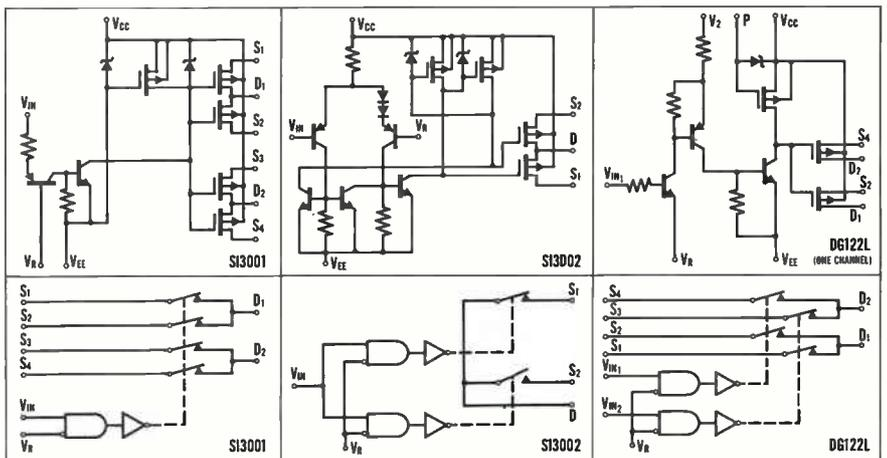 VCC
S1
D1
S2
S3
D2
S4
VIN
VR
VEE
SI3001
VCC
VIN
VR
S2
D
S1
VEE
SI3D02
V2
P
VCC
S4
D2
S2
D1
VIN1
VR
VEE
DG122L
(ONE CHANNEL)
S1
S2
S3
S4
D1
D2
VIN
VR
SI3001
VIN
VR
S1
S2
D
SI3002
S4
S3
S2
S1
D2
D1
VIN1
VIN2
VR
DG122L